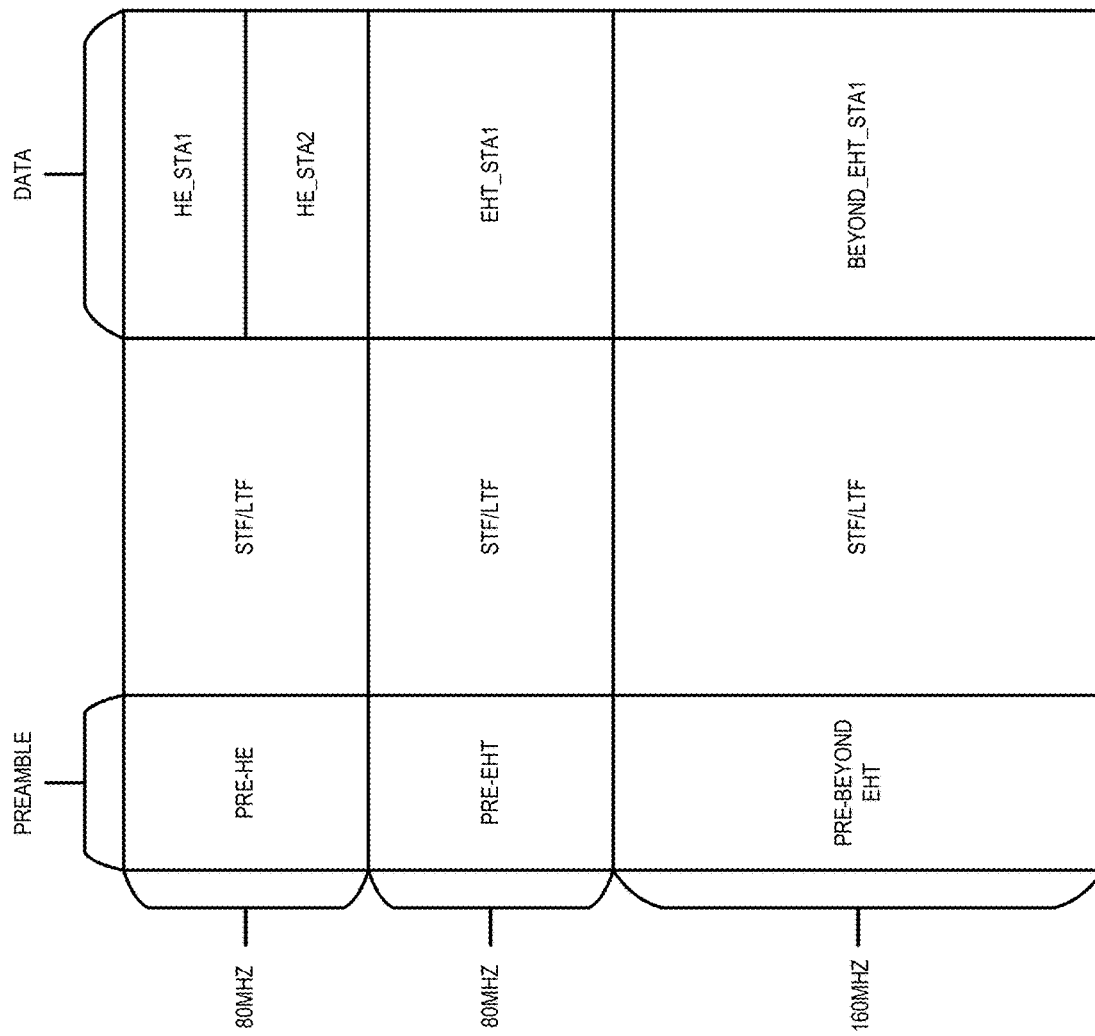 PREAMBLE
DATA
80MHZ
PRE-HE
STF/LTF
HE_STA1
HE_STA2
80MHZ
PRE-EHT
STF/LTF
EHT_STA1
160MHZ
PRE-BEYOND
EHT
STF/LTF
BEYOND_EHT_STA1